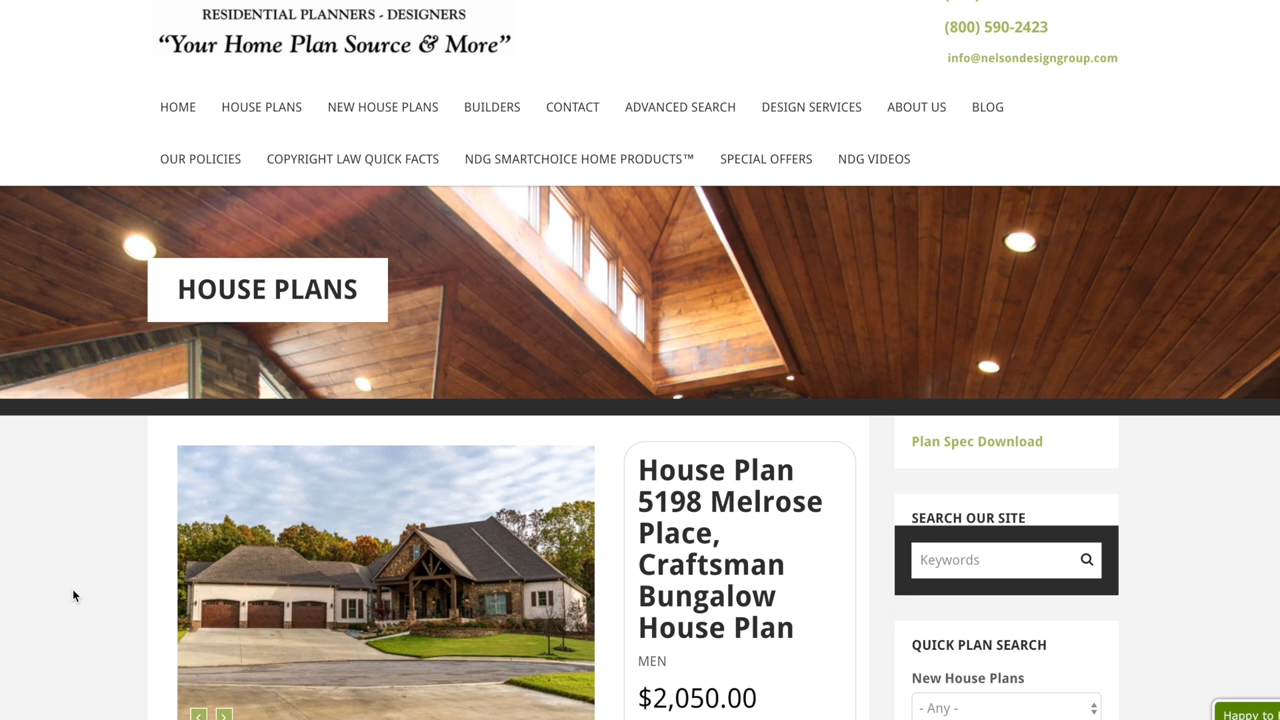 RESIDENTIAL PLANNERS - DESIGNERS
“Your Home Plan Source & More”
(800) 590-2423
info@nelsondesigngroup.com
HOME HOUSE PLANS NEW HOUSE PLANS BUILDERS CONTACT ADVANCED SEARCH DESIGN SERVICES ABOUT US BLOG
OUR POLICIES COPYRIGHT LAW QUICK FACTS NDG SMARTCHOICE HOME PRODUCTS™ SPECIAL OFFERS NDG VIDEOS
HOUSE PLANS
House Plan
5198 Melrose
Place,
Craftsman
Bungalow
House Plan
MEN
$2,050.00
Plan Spec Download
SEARCH OUR SITE
Keywords
QUICK PLAN SEARCH
New House Plans
- Any -
Happy to